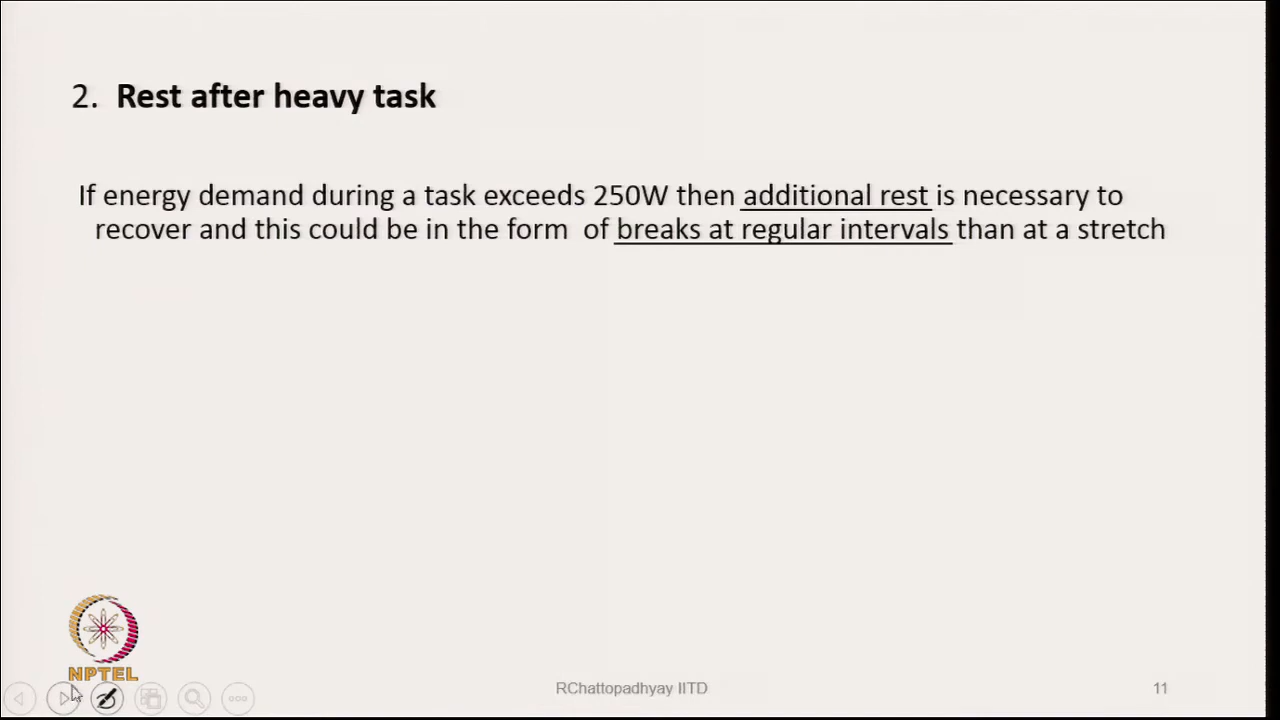 2. Rest after heavy task
If energy demand during a task exceeds 250W then additional rest is necessary to
recover and this could be in the form of breaks at regular intervals than at a stretch
NPTEL
RChattopadhyay IITD
11